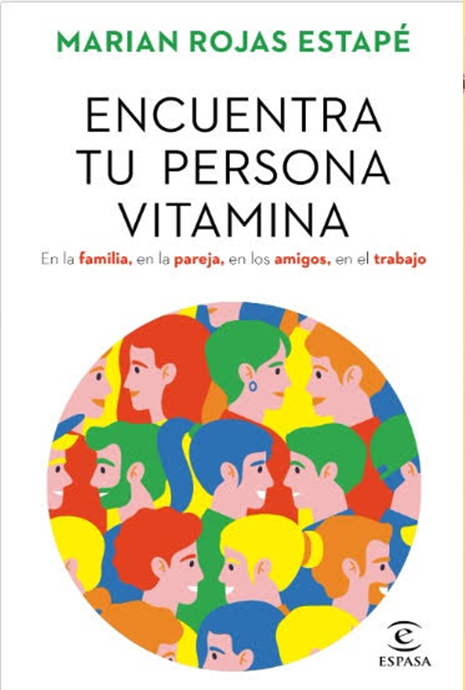 MARIAN ROJAS ESTAPÉ
ENCUENTRA
TU PERSONA
VITAMINA
En la familia, en la pareja, en los amigos, en el trabajo
e
ESPASA